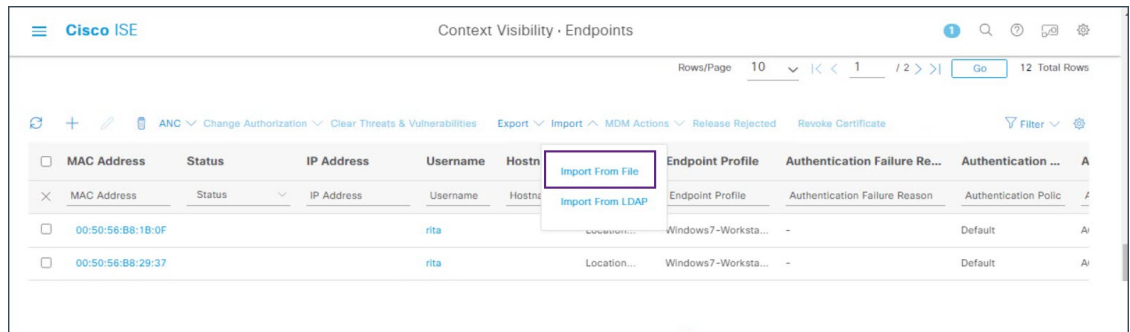 Cisco ISE Context Visibility · Endpoints 1
Rows/Page 10 1 / 2 Go 12 Total Rows
ANC Change Authorization Clear Threats & Vulnerabilities Export Import MDM Actions Release Rejected Revoke Certificate Filter
MAC Address Status IP Address Username Hostn Endpoint Profile Authentication Failure Re... Authentication ... A
Import From File
MAC Address Status IP Address Username Hostna Endpoint Profile Authentication Failure Reason Authentication Polic A
Import From LDAP
00:50:56:B8:1B:0F rita Location... Windows7-Worksta... - Default A
00:50:56:B8:29:37 rita Location... Windows7-Worksta... - Default A